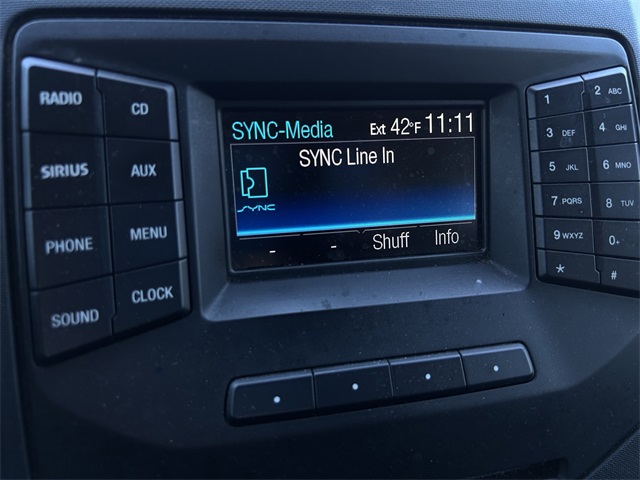 RADIO
CD
SIRIUS
AUX
PHONE
MENU
SOUND
CLOCK
SYNC-Media Ext 42°F 11:11
SYNC Line In
SYNC
- - Shuff Info
1
2 ABC
3 DEF
4 GHI
5 JKL
6 MNO
7 PQRS
8 TUV
9 WXYZ
0+
*
#